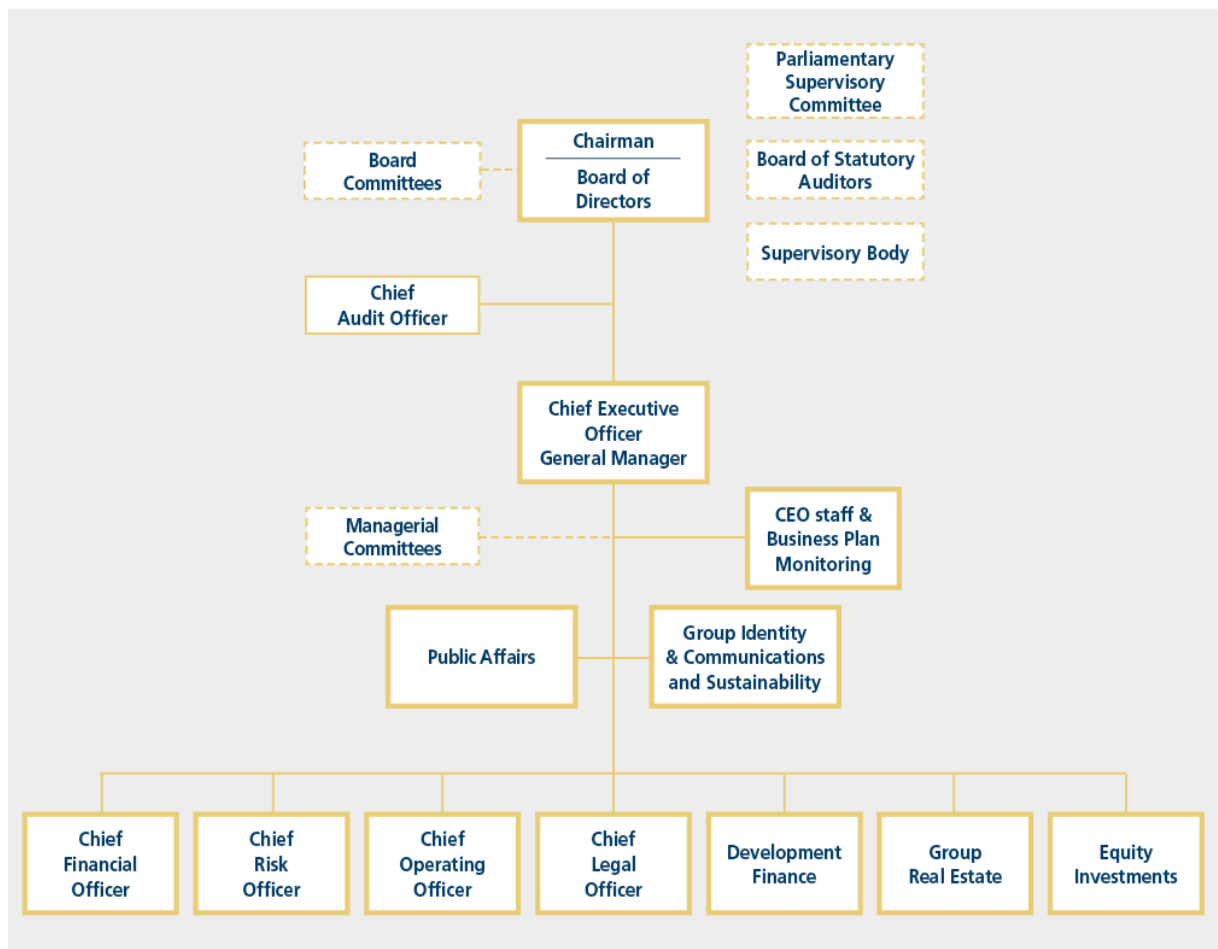 Parliamentary
Supervisory
Committee
Chairman
Board of
Directors
Board
Committees
Board of Statutory
Auditors
Supervisory Body
Chief
Audit Officer
Chief Executive
Officer
General Manager
Managerial
Committees
CEO staff &
Business Plan
Monitoring
Public Affairs
Group Identity
& Communications
and Sustainability
Chief
Financial
Officer
Chief
Risk
Officer
Chief
Operating
Officer
Chief
Legal
Officer
Development
Finance
Group
Real Estate
Equity
Investments